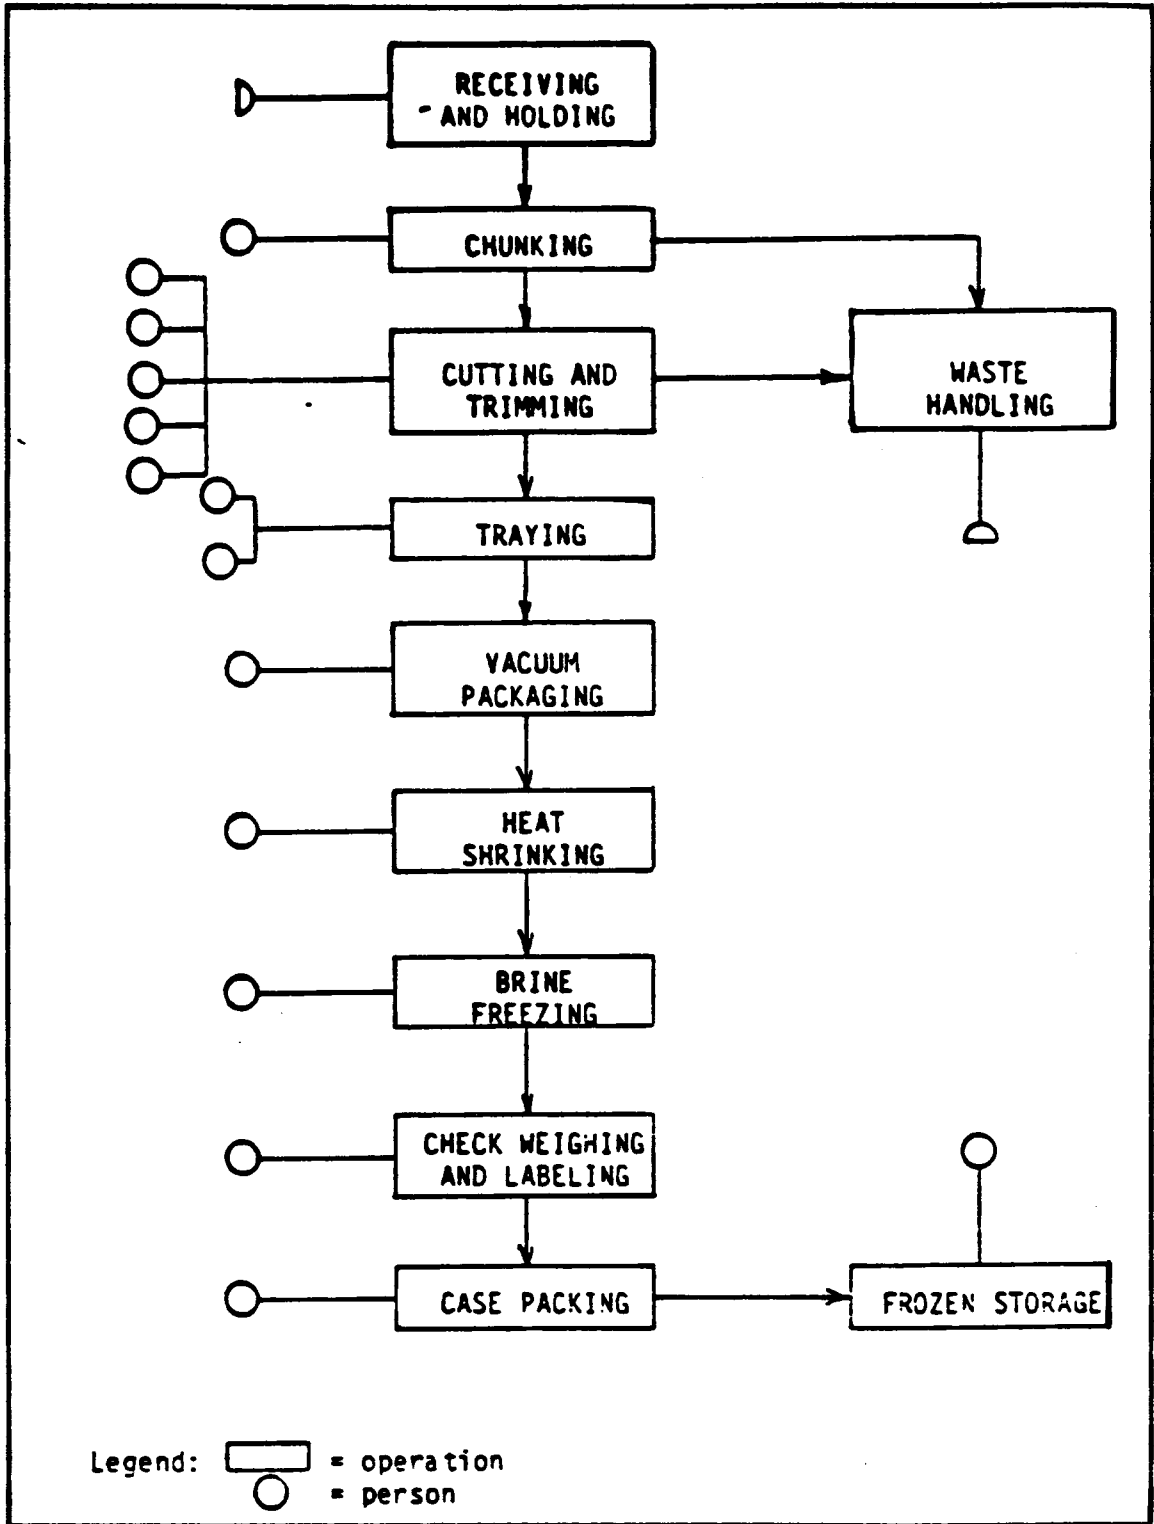 RECEIVING
AND HOLDING
CHUNKING
CUTTING AND
TRIMMING
WASTE
HANDLING
TRAYING
VACUUM
PACKAGING
HEAT
SHRINKING
BRINE
FREEZING
CHECK WEIGHING
AND LABELING
CASE PACKING
FROZEN STORAGE
Legend: = operation
= person